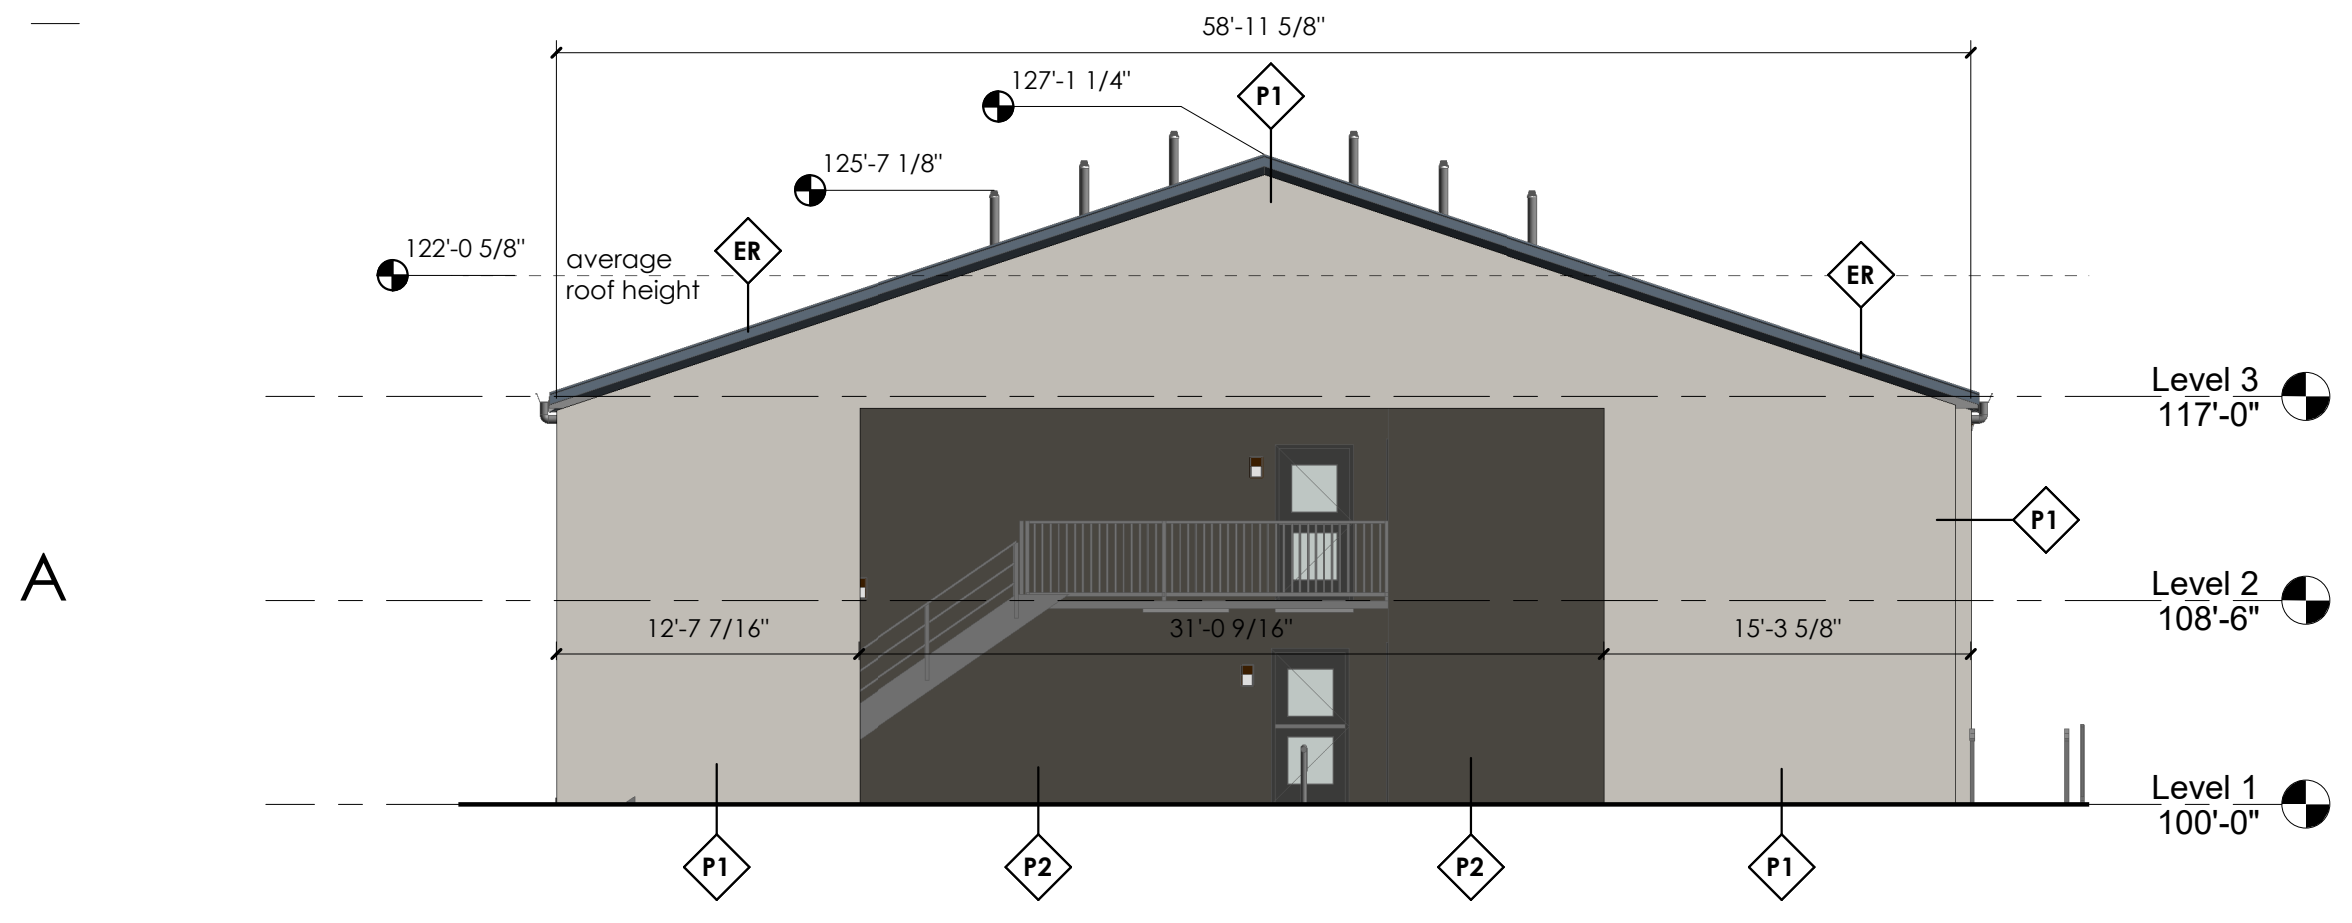 58'-11 5/8"
127'-1 1/4"
P1
125'-7 1/8"
122'-0 5/8"
average
roof height
ER
ER
Level 3
117'-0"
P1
A
Level 2
108'-6"
12'-7 7/16"
31'-0 9/16"
15'-3 5/8"
Level 1
100'-0"
P1
P2
P2
P1